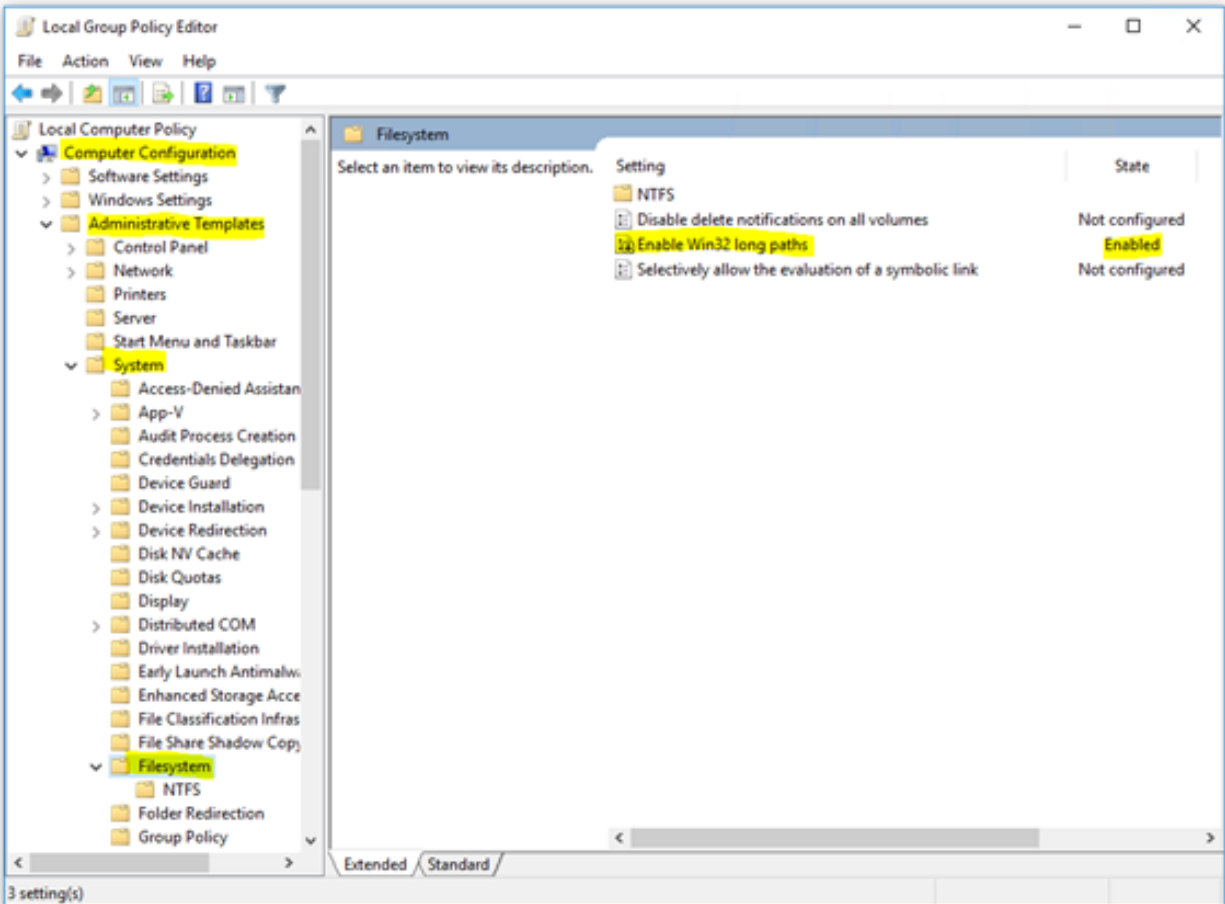 Local Group Policy Editor
File Action View Help
Local Computer Policy
Computer Configuration
Software Settings
Windows Settings
Administrative Templates
Control Panel
Network
Printers
Server
Start Menu and Taskbar
System
Access-Denied Assistan
App-V
Audit Process Creation
Credentials Delegation
Device Guard
Device Installation
Device Redirection
Disk NV Cache
Disk Quotas
Display
Distributed COM
Driver Installation
Early Launch Antimalwa
Enhanced Storage Acce
File Classification Infras
File Share Shadow Copy
Filesystem
NTFS
Folder Redirection
Group Policy
Filesystem
Select an item to view its description.
Setting State
NTFS
Disable delete notifications on all volumes Not configured
Enable Win32 long paths Enabled
Selectively allow the evaluation of a symbolic link Not configured
Extended Standard
3 setting(s)